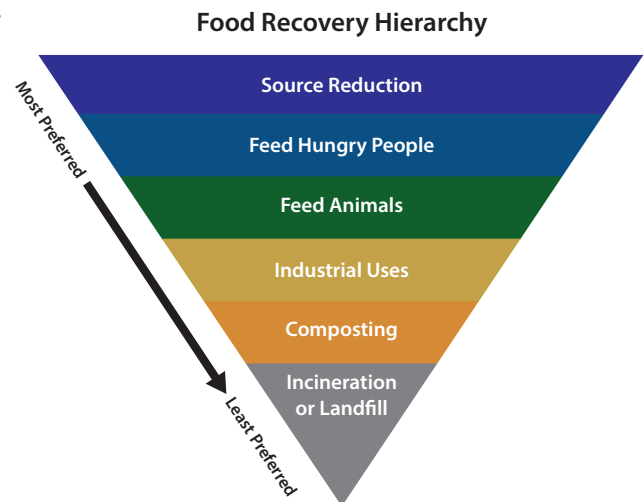 Food Recovery Hierarchy
Most Preferred
Source Reduction
Feed Hungry People
Feed Animals
Industrial Uses
Composting
Incineration
or Landfill
Least Preferred